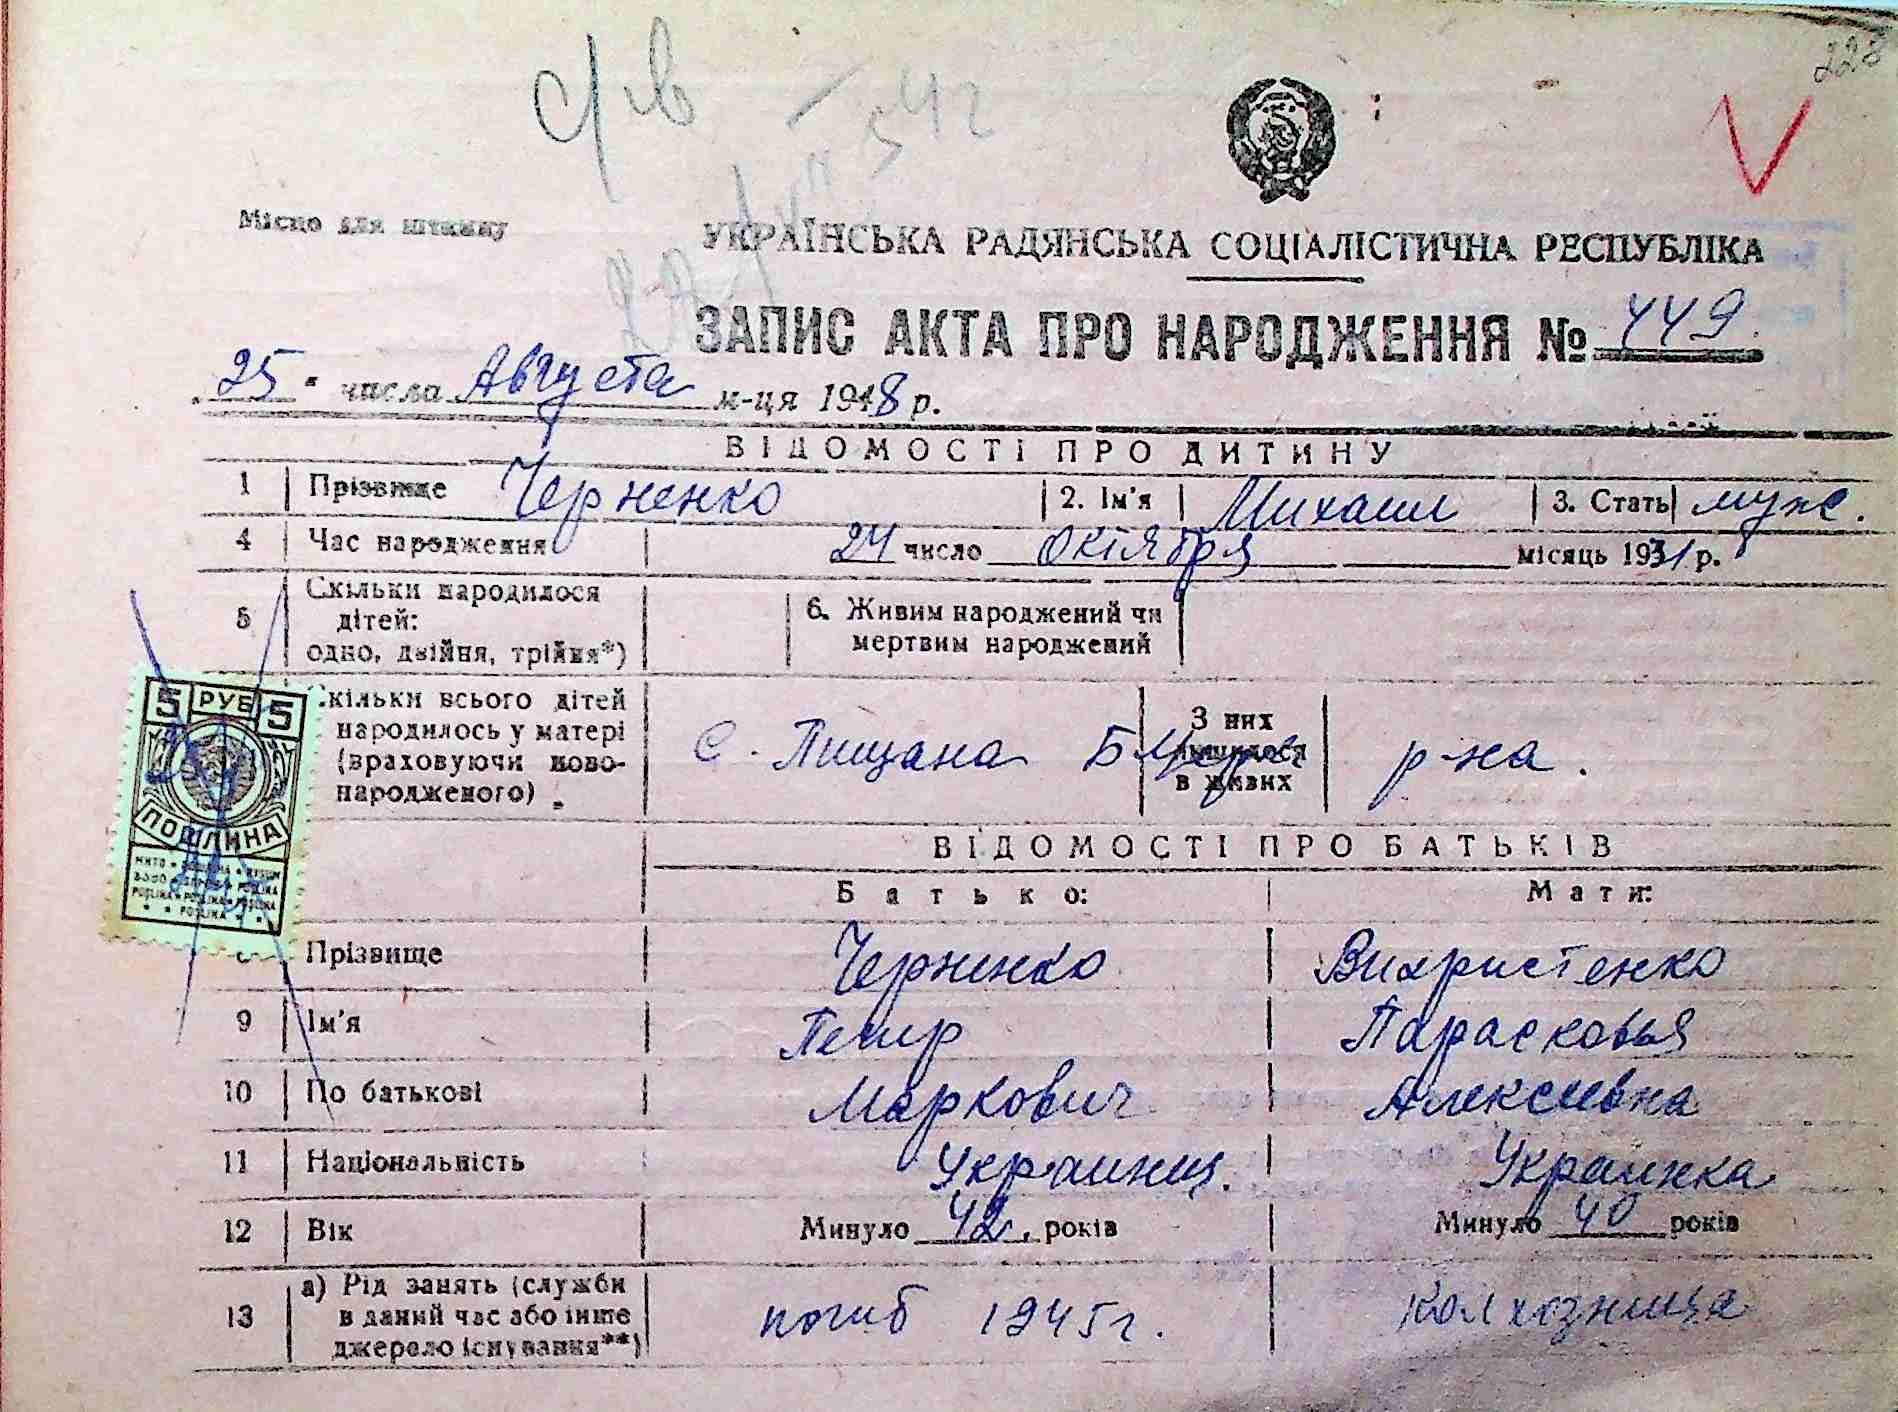 228
с/в — 54г
Місце для штампу
УКРАЇНСЬКА РАДЯНСЬКА СОЦІАЛІСТИЧНА РЕСПУБЛІКА
ЗАПИС АКТА ПРО НАРОДЖЕННЯ № 449.
„25" числа Августа м-ця 1948 р.
ВІДОМОСТІ ПРО ДИТИНУ
1 Прізвище Черненко 2. Ім'я Михаил 3. Стать муж.
4 Час народження 24 число октября місяць 1931 р.
5 Скільки народилося дітей: одно, двійня, трійня*) 6. Живим народжений чи мертвим народжений
Скільки всього дітей народилось у матері (враховуючи новонародженого) с. Пищана БЦерк З них лишилося в живих р-на.
5 РУБ 5
ПОШЛИНА
ВІДОМОСТІ ПРО БАТЬКІВ
Батько: Мати:
Прізвище Черненко Вихристенко
9 Ім'я Петр Парасковья
10 По батькові Маркович Алексеевна
11 Національність Украинец. Украинка
12 Вік Минуло 42 років Минуло 40 років
13 а) Рід занять (служби в даний час або інше джерело існування**) погиб 1945 г. Колхозница